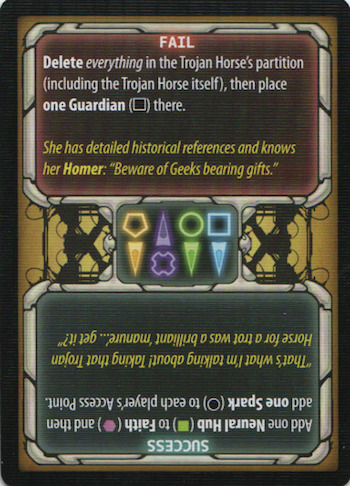 FAIL
Delete everything in the Trojan Horse's partition
(including the Trojan Horse itself), then place
one Guardian (□) there.
She has detailed historical references and knows
her Homer: “Beware of Geeks bearing gifts.”
SUCCESS
Add Neural Hub (■) to Faith (⬣) and then
add one Spark (○) to each player's Access Point.
“That's what I'm talking about! Taking that Trojan
Horse for a trot was a brilliant ‘manure’... get it?”